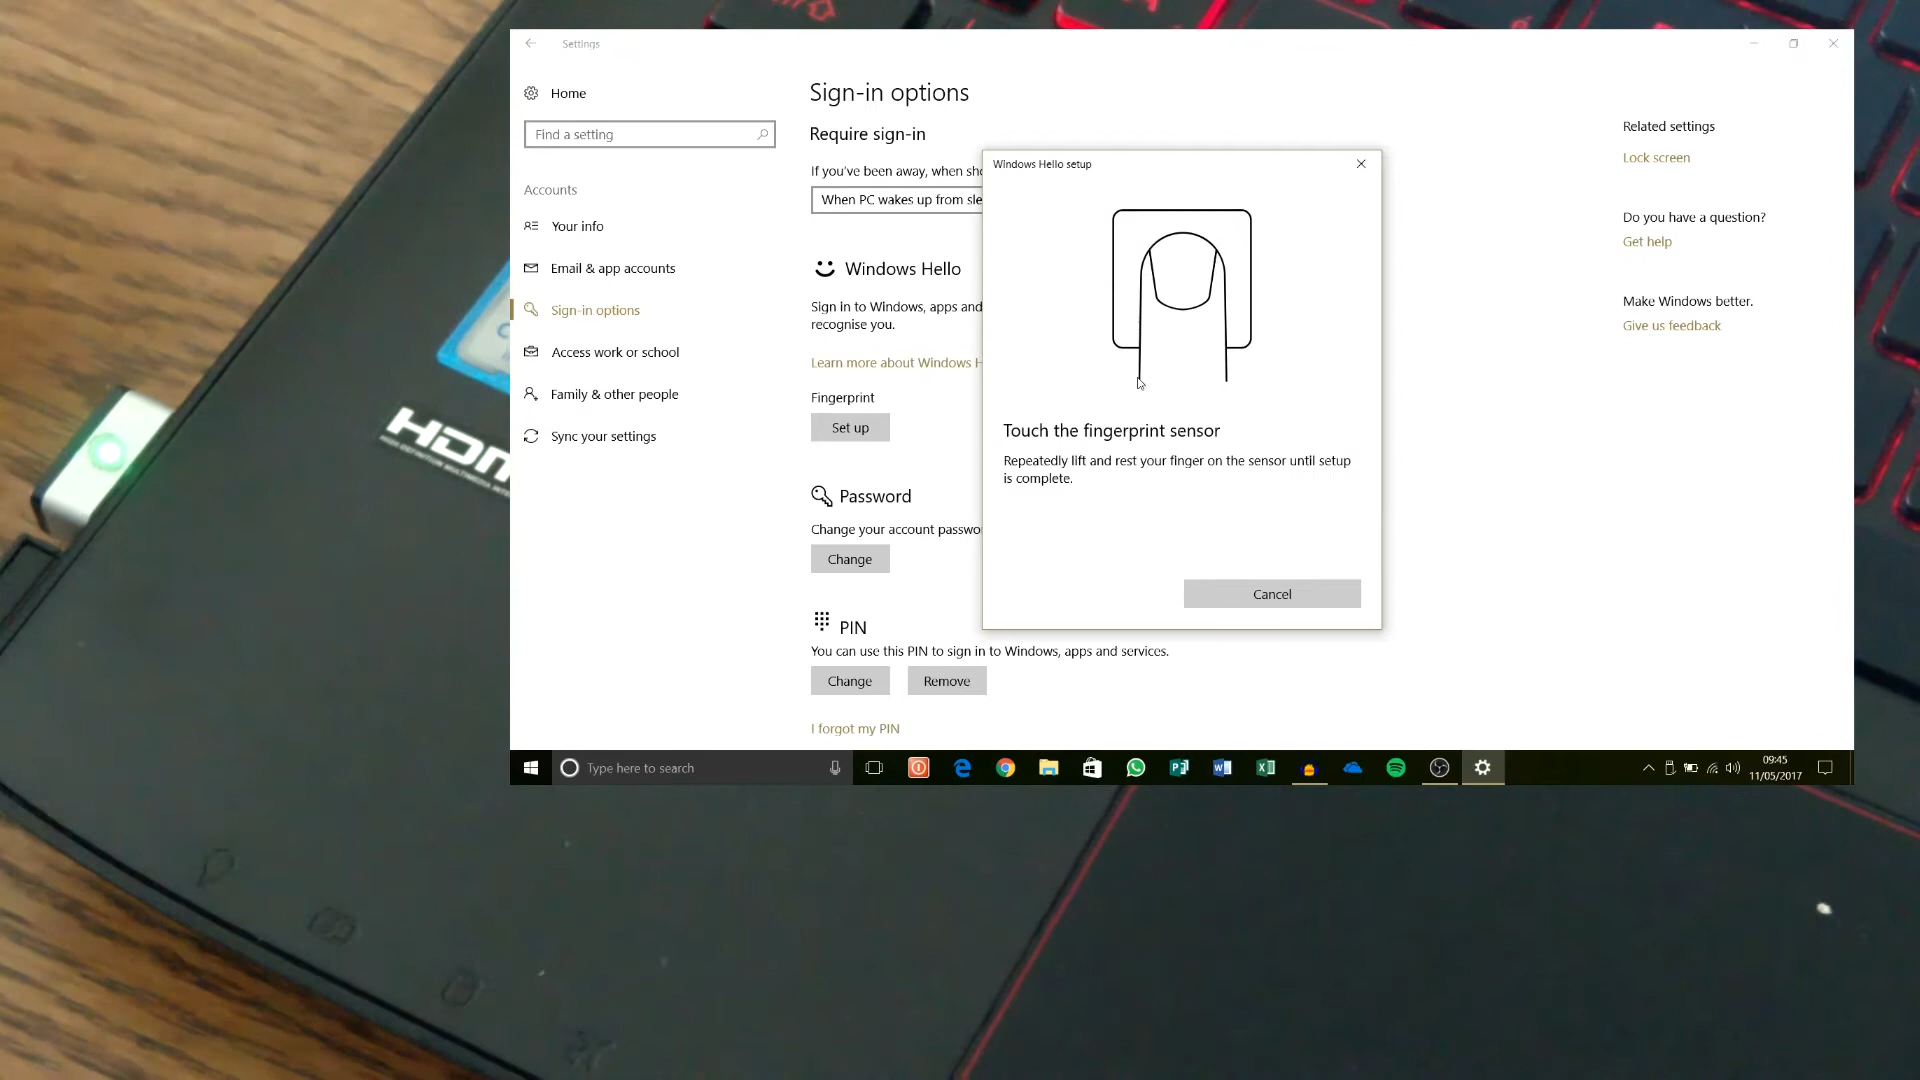 Settings
Home
Find a setting
Accounts
Your info
Email & app accounts
Sign-in options
Access work or school
Family & other people
Sync your settings
Sign-in options
Require sign-in
If you've been away, when
When PC wakes up from
Windows Hello
Sign in to Windows, apps and
recognise you.
Learn more about Windows
Fingerprint
Set up
Password
Change your account
Change
PIN
You can use this PIN to sign in to Windows, apps and services.
Change Remove
I forgot my PIN
Windows Hello setup
Touch the fingerprint sensor
Repeatedly lift and rest your finger on the sensor until setup
is complete.
Cancel
Related settings
Lock screen
Do you have a question?
Get help
Make Windows better.
Give us feedback
Type here to search
09:45
11/05/2017